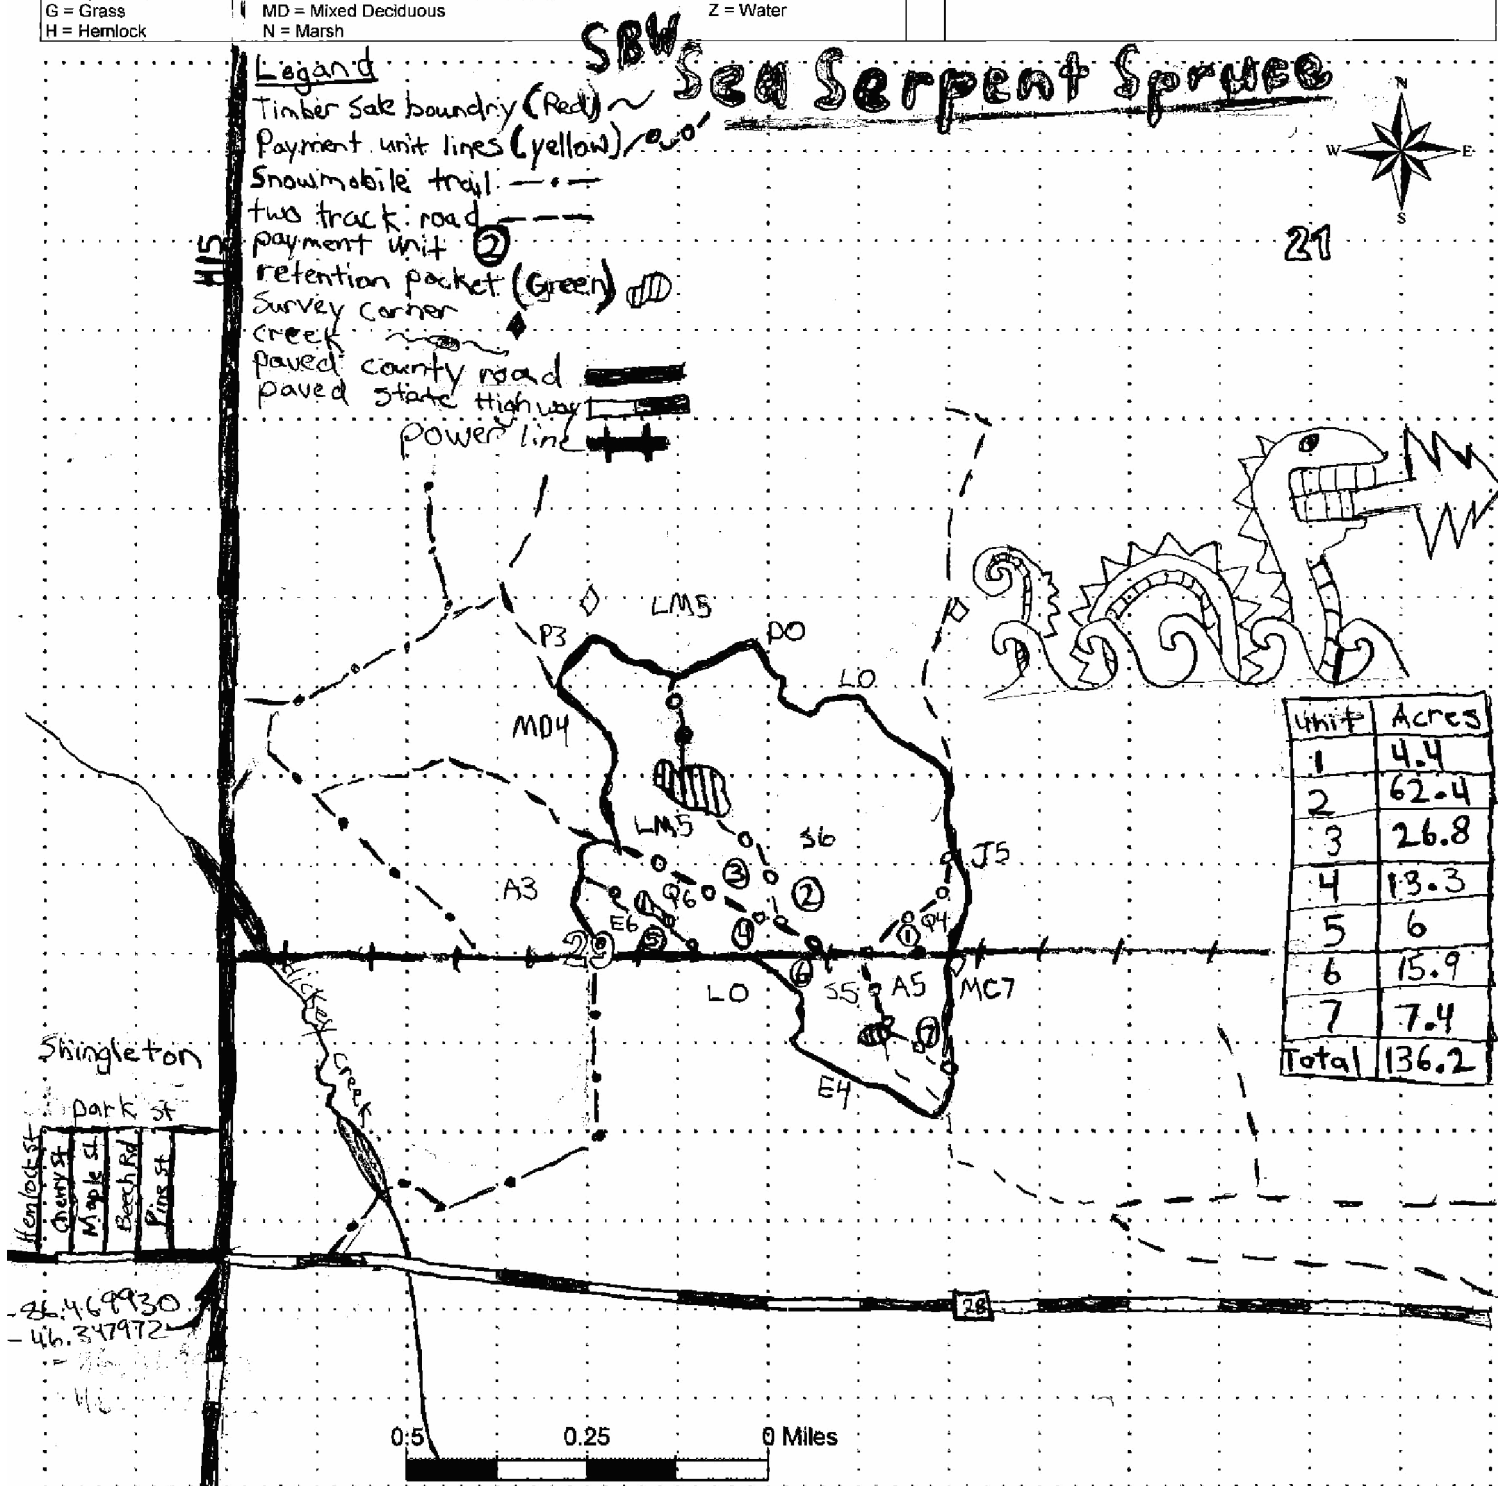 G = Grass
H = Hemlock
MD = Mixed Deciduous
N = Marsh
Z = Water
SBW Sea Serpent Spruce
Legand
Timber Sale boundry (Red)
Payment unit lines (yellow)
Snowmobile trail
two track road
payment unit 2
retention pocket (Green)
Survey corner
creek
paved county road
paved state Highway
power line
N
W
E
S
21
H15
LM5
P3
DO
LO
MD4
LM5
S6
J5
A3
3
2
Q6
E6
4
5
1
Q4
6
LO
S5
A5
MC7
7
E4
Unit Acres
1 4.4
2 62.4
3 26.8
4 13.3
5 6
6 15.9
7 7.4
Total 136.2
Hickey Creek
Shingleton
Park st
Hemlock St
Cherry St
Maple St
Beech Rd
Pine St
28
-86.469930
-46.347972
0.5 0.25 0 Miles